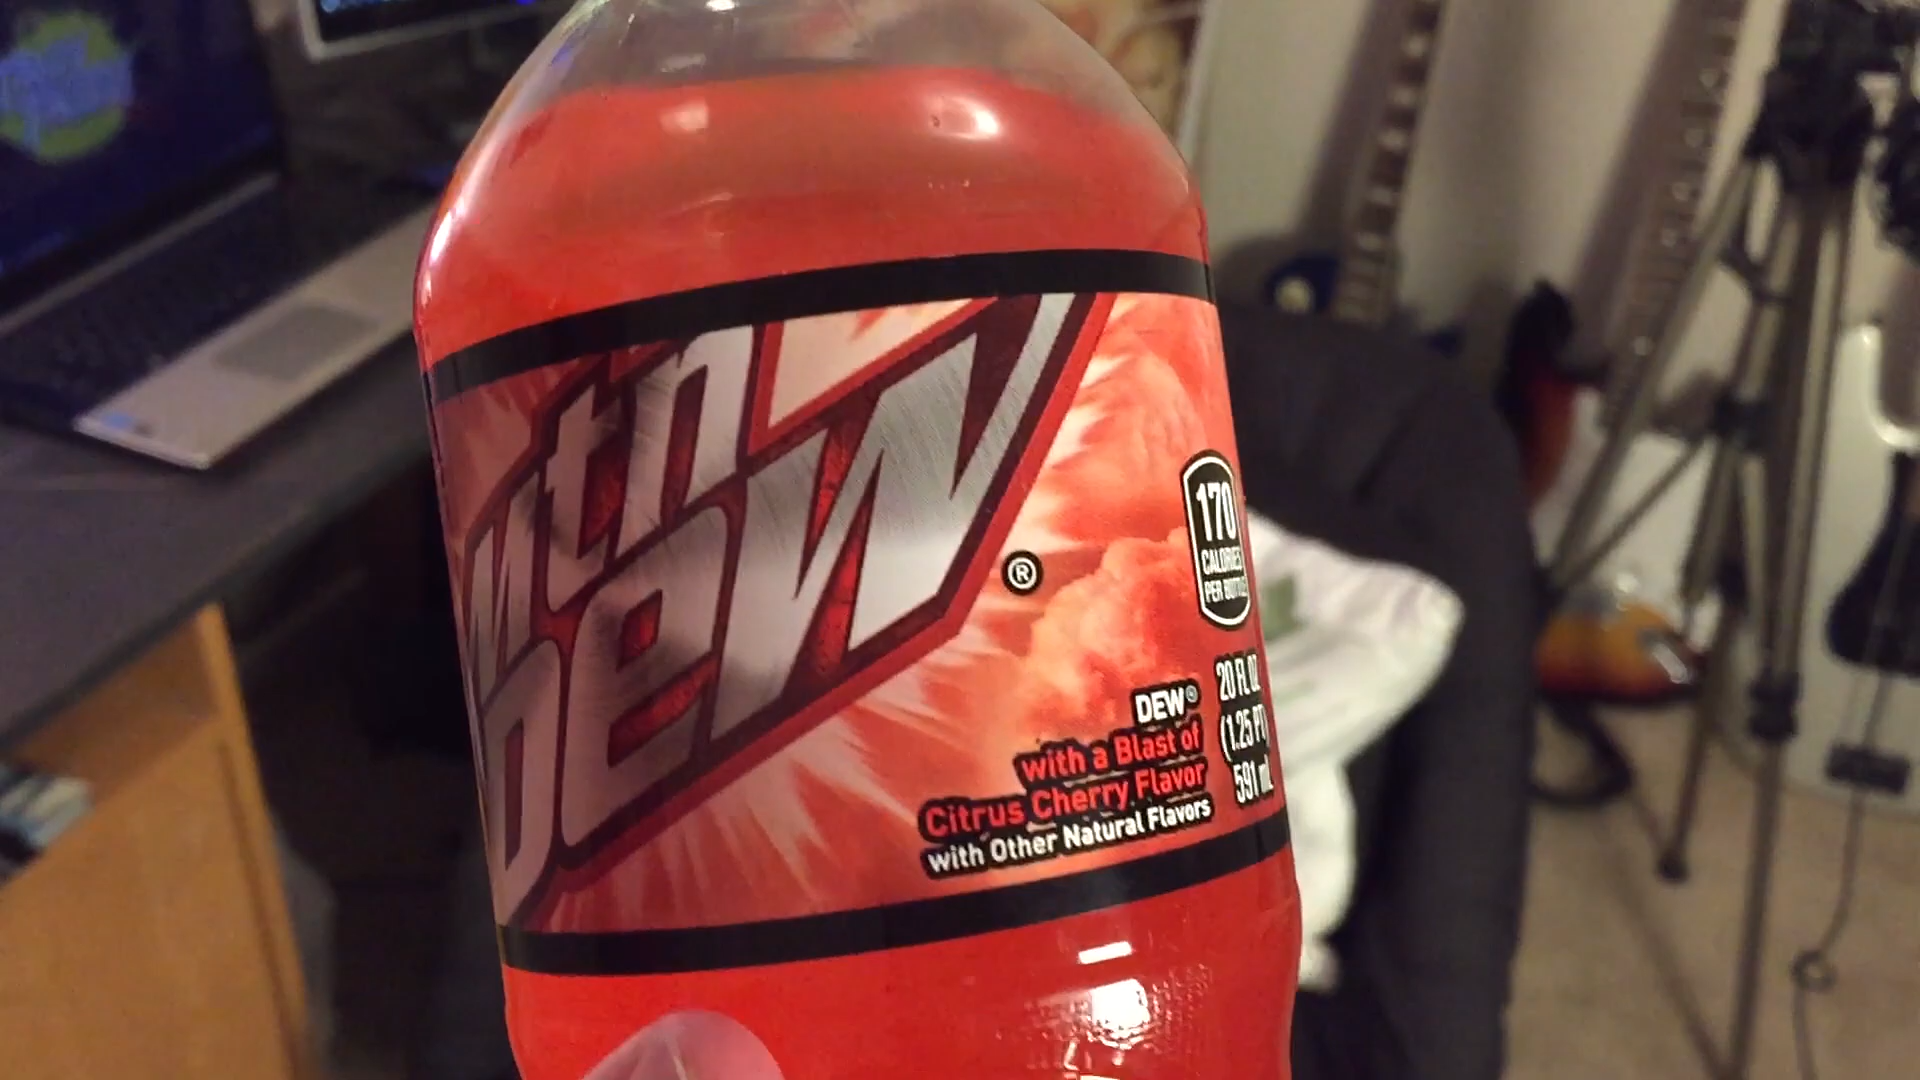 Mtn
Dew
®
170
CALORIES
PER BOTTLE
DEW®
with a Blast of
Citrus Cherry Flavor
with Other Natural Flavors
20 FL OZ
(1.25 PT)
591 mL